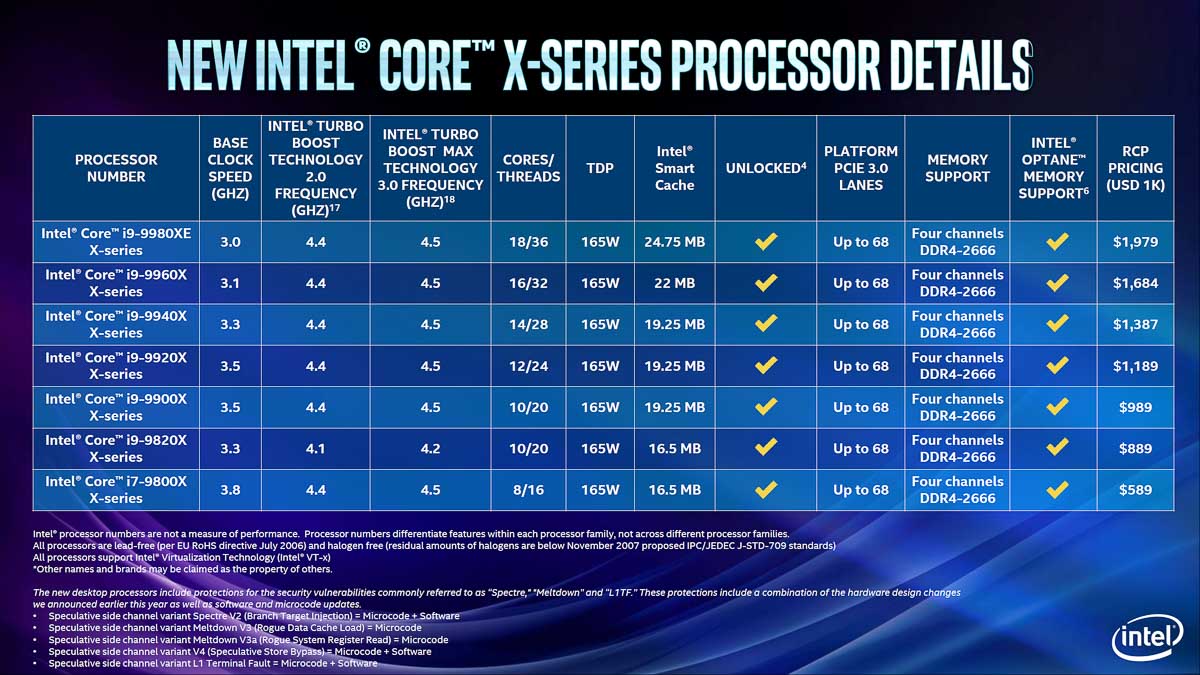 NEW INTEL® CORE™ X-SERIES PROCESSOR DETAILS
PROCESSOR NUMBER
BASE CLOCK SPEED (GHZ)
INTEL® TURBO BOOST TECHNOLOGY 2.0 FREQUENCY (GHZ)17
INTEL® TURBO BOOST MAX TECHNOLOGY 3.0 FREQUENCY (GHZ)18
CORES/ THREADS
TDP
Intel® Smart Cache
UNLOCKED4
PLATFORM PCIE 3.0 LANES
MEMORY SUPPORT
INTEL® OPTANE™ MEMORY SUPPORT6
RCP PRICING (USD 1K)
Intel® Core™ i9-9980XE X-series 3.0 4.4 4.5 18/36 165W 24.75 MB ✔ Up to 68 Four channels DDR4-2666 ✔ $1,979
Intel® Core™ i9-9960X X-series 3.1 4.4 4.5 16/32 165W 22 MB ✔ Up to 68 Four channels DDR4-2666 ✔ $1,684
Intel® Core™ i9-9940X X-series 3.3 4.4 4.5 14/28 165W 19.25 MB ✔ Up to 68 Four channels DDR4-2666 ✔ $1,387
Intel® Core™ i9-9920X X-series 3.5 4.4 4.5 12/24 165W 19.25 MB ✔ Up to 68 Four channels DDR4-2666 ✔ $1,189
Intel® Core™ i9-9900X X-series 3.5 4.4 4.5 10/20 165W 19.25 MB ✔ Up to 68 Four channels DDR4-2666 ✔ $989
Intel® Core™ i9-9820X X-series 3.3 4.1 4.2 10/20 165W 16.5 MB ✔ Up to 68 Four channels DDR4-2666 ✔ $889
Intel® Core™ i7-9800X X-series 3.8 4.4 4.5 8/16 165W 16.5 MB ✔ Up to 68 Four channels DDR4-2666 ✔ $589
Intel® processor numbers are not a measure of performance. Processor numbers differentiate features within each processor family, not across different processor families.
All processors are lead-free (per EU RoHS directive July 2006) and halogen free (residual amounts of halogens are below November 2007 proposed IPC/JEDEC J-STD-709 standards)
All processors support Intel® Virtualization Technology (Intel® VT-x)
*Other names and brands may be claimed as the property of others.
The new desktop processors include protections for the security vulnerabilities commonly referred to as "Spectre," "Meltdown" and "L1TF." These protections include a combination of the hardware design changes
we announced earlier this year as well as software and microcode updates.
• Speculative side channel variant Spectre V2 (Branch Target Injection) = Microcode + Software
• Speculative side channel variant Meltdown V3 (Rogue Data Cache Load) = Microcode
• Speculative side channel variant Meltdown V3a (Rogue System Register Read) = Microcode
• Speculative side channel variant V4 (Speculative Store Bypass) = Microcode + Software
• Speculative side channel variant L1 Terminal Fault = Microcode + Software
intel®